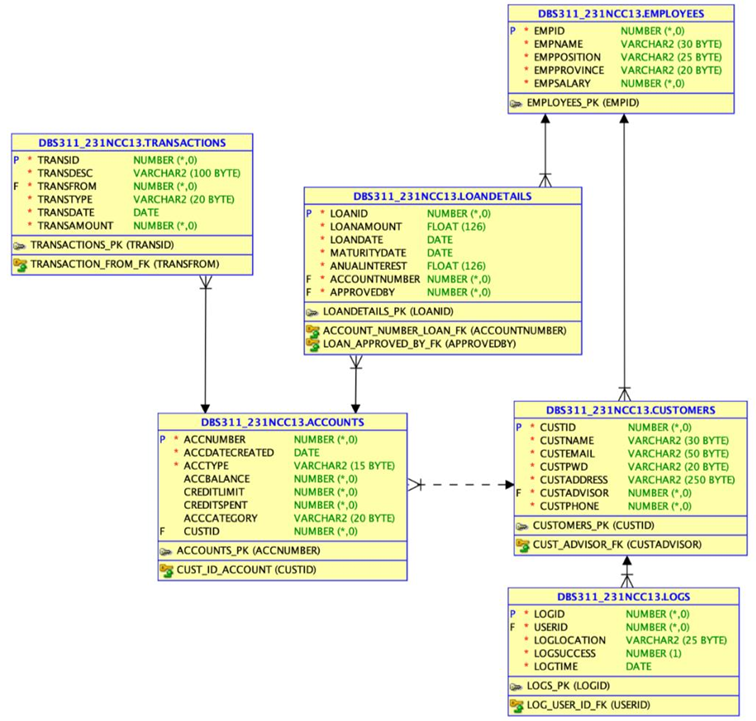 DBS311_231NCC13.EMPLOYEES
P * EMPID NUMBER (*,0)
* EMPNAME VARCHAR2 (30 BYTE)
* EMPPOSITION VARCHAR2 (25 BYTE)
* EMPPROVINCE VARCHAR2 (20 BYTE)
* EMPSALARY NUMBER (*,0)
EMPLOYEES_PK (EMPID)
DBS311_231NCC13.TRANSACTIONS
P * TRANSID NUMBER (*,0)
* TRANSDESC VARCHAR2 (100 BYTE)
F * TRANSFROM NUMBER (*,0)
* TRANSTYPE VARCHAR2 (20 BYTE)
* TRANSDATE DATE
* TRANSAMOUNT NUMBER (*,0)
TRANSACTIONS_PK (TRANSID)
TRANSACTION_FROM_FK (TRANSFROM)
DBS311_231NCC13.LOANDETAILS
P * LOANID NUMBER (*,0)
* LOANAMOUNT FLOAT (126)
* LOANDATE DATE
* MATURITYDATE DATE
* ANUALINTEREST FLOAT (126)
F * ACCOUNTNUMBER NUMBER (*,0)
F * APPROVEDBY NUMBER (*,0)
LOANDETAILS_PK (LOANID)
ACCOUNT_NUMBER_LOAN_FK (ACCOUNTNUMBER)
LOAN_APPROVED_BY_FK (APPROVEDBY)
DBS311_231NCC13.ACCOUNTS
P * ACCNUMBER NUMBER (*,0)
* ACCDATECREATED DATE
* ACCTYPE VARCHAR2 (15 BYTE)
ACCBALANCE NUMBER (*,0)
CREDITLIMIT NUMBER (*,0)
CREDITSPENT NUMBER (*,0)
ACCCATEGORY VARCHAR2 (20 BYTE)
F CUSTID NUMBER (*,0)
ACCOUNTS_PK (ACCNUMBER)
CUST_ID_ACCOUNT (CUSTID)
DBS311_231NCC13.CUSTOMERS
P * CUSTID NUMBER (*,0)
* CUSTNAME VARCHAR2 (30 BYTE)
* CUSTEMAIL VARCHAR2 (50 BYTE)
* CUSTPWD VARCHAR2 (20 BYTE)
* CUSTADDRESS VARCHAR2 (250 BYTE)
F * CUSTADVISOR NUMBER (*,0)
* CUSTPHONE NUMBER (*,0)
CUSTOMERS_PK (CUSTID)
CUST_ADVISOR_FK (CUSTADVISOR)
DBS311_231NCC13.LOGS
P * LOGID NUMBER (*,0)
F * USERID NUMBER (*,0)
* LOGLOCATION VARCHAR2 (25 BYTE)
* LOGSUCCESS NUMBER (1)
* LOGTIME DATE
LOGS_PK (LOGID)
LOG_USER_ID_FK (USERID)